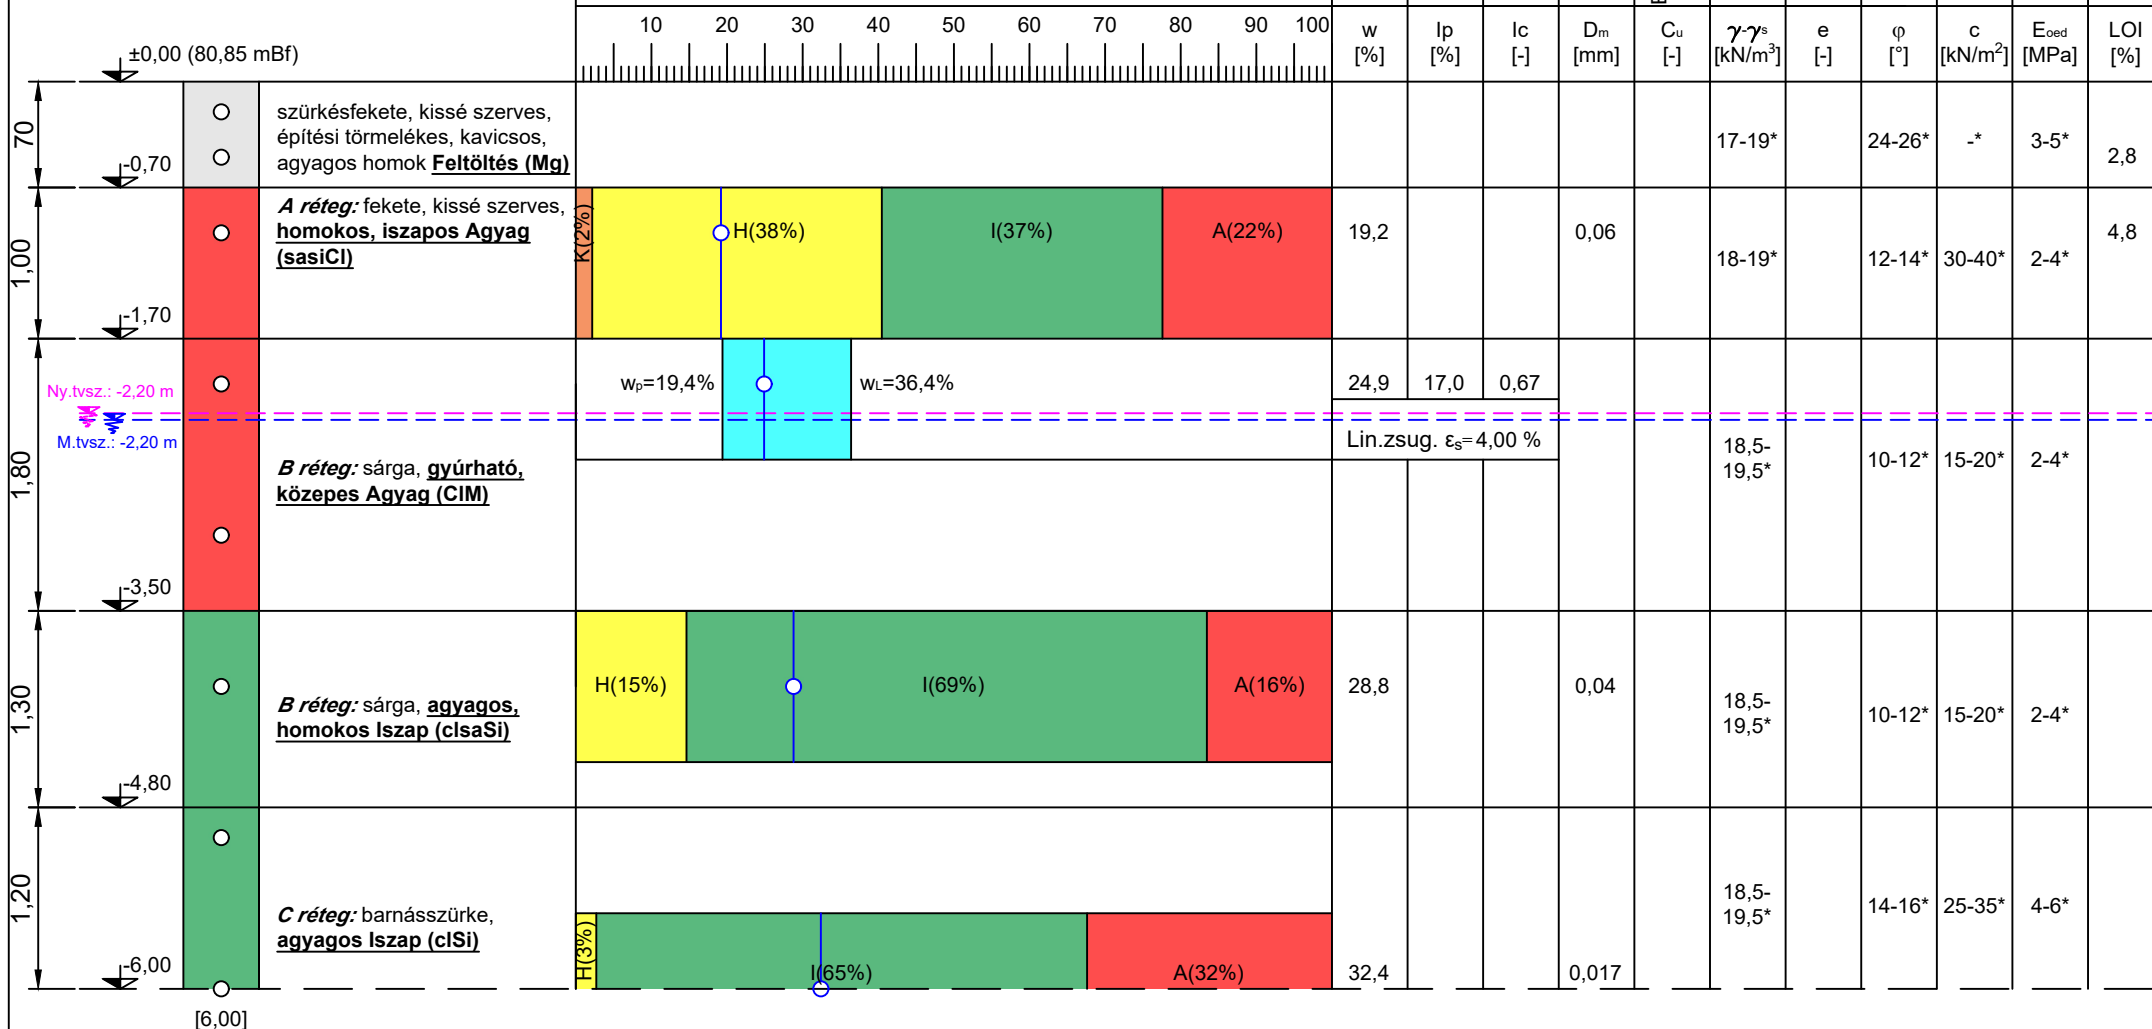 10 20 30 40 50 60 70 80 90 100
w [%]
Ip [%]
Ic [-]
Dm [mm]
Cu [-]
γ-γs [kN/m³]
e [-]
φ [°]
c [kN/m²]
Eoed [MPa]
LOI [%]
±0,00 (80,85 mBf)
70
szürkésfekete, kissé szerves,
építési törmelékes, kavicsos,
agyagos homok Feltöltés (Mg)
17-19* 24-26* -* 3-5* 2,8
-0,70
1,00
A réteg: fekete, kissé szerves,
homokos, iszapos Agyag
(sasiCl)
K(2%) H(38%) I(37%) A(22%)
19,2 0,06 18-19* 12-14* 30-40* 2-4* 4,8
-1,70
1,80
wp=19,4% wL=36,4%
24,9 17,0 0,67
Ny.tvsz.: -2,20 m
M.tvsz.: -2,20 m
Lin.zsug. εs=4,00 %
B réteg: sárga, gyúrható,
közepes Agyag (ClM)
18,5-
19,5*
10-12* 15-20* 2-4*
-3,50
1,30
B réteg: sárga, agyagos,
homokos Iszap (clsaSi)
H(15%) I(69%) A(16%)
28,8 0,04
18,5-
19,5*
10-12* 15-20* 2-4*
-4,80
1,20
C réteg: barnásszürke,
agyagos Iszap (clSi)
H(3%) I(65%) A(32%)
32,4 0,017
18,5-
19,5*
14-16* 25-35* 4-6*
-6,00
[6,00]